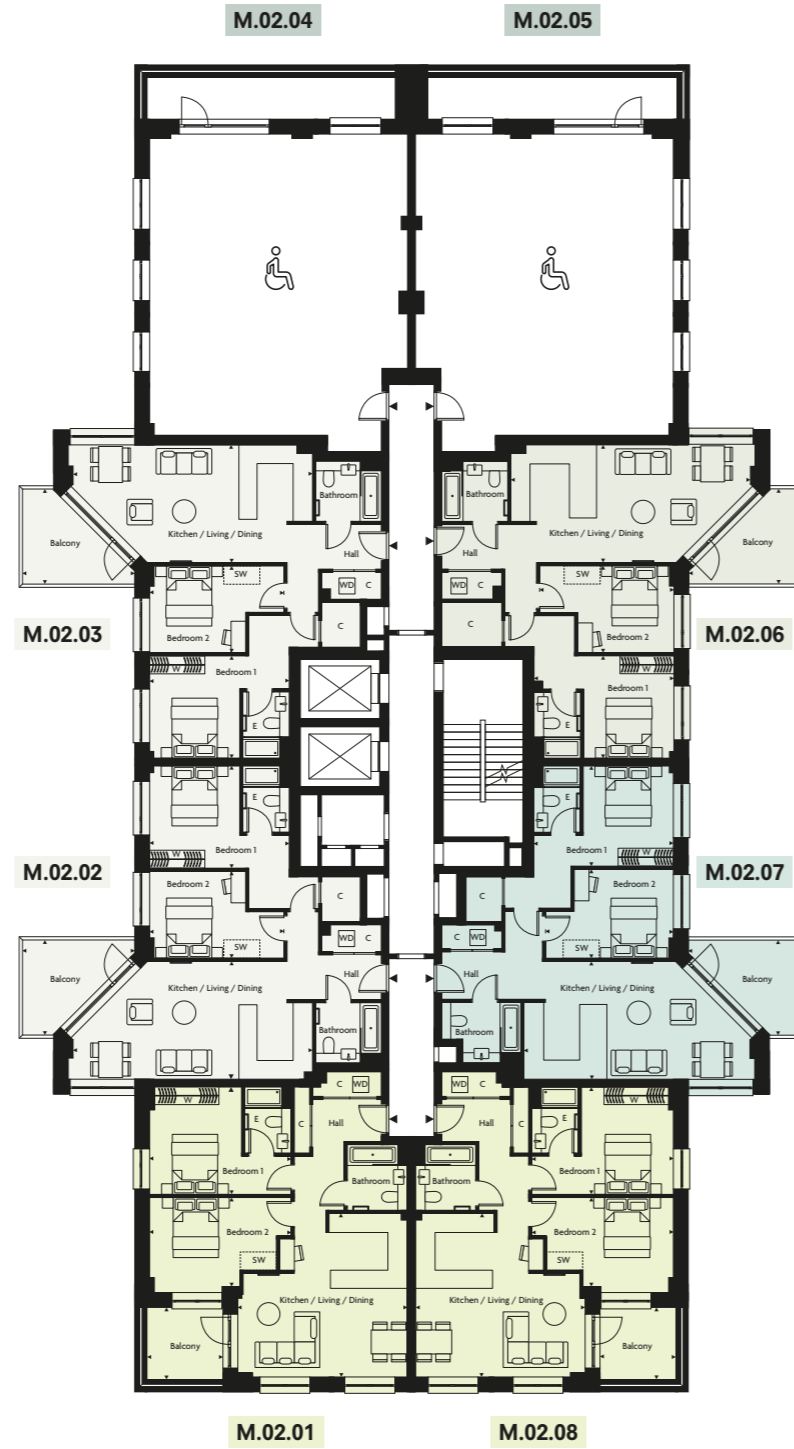 M.02.04
M.02.05
Bathroom
Bathroom
Kitchen / Living / Dining
Kitchen / Living / Dining
Balcony
Hall
Hall
Balcony
SW
WD
C
WD
C
SW
M.02.03
Bedroom 2
C
C
Bedroom 2
M.02.06
W
Bedroom 1
Bedroom 1
W
E
E
E
E
W
Bedroom 1
Bedroom 1
W
M.02.02
Bedroom 2
C
C
Bedroom 2
M.02.07
SW
WD
C
C
WD
SW
Balcony
Hall
Hall
Balcony
Kitchen / Living / Dining
Kitchen / Living / Dining
Bathroom
Bathroom
C
WD
WD
C
W
E
C
Hall
Hall
C
E
W
Bedroom 1
Bathroom
Bathroom
Bedroom 1
Bedroom 2
Bedroom 2
SW
SW
Kitchen / Living / Dining
Kitchen / Living / Dining
Balcony
Balcony
M.02.01
M.02.08